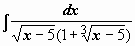 ∫ dx / (√(x−5)(1+∛(x−5)))